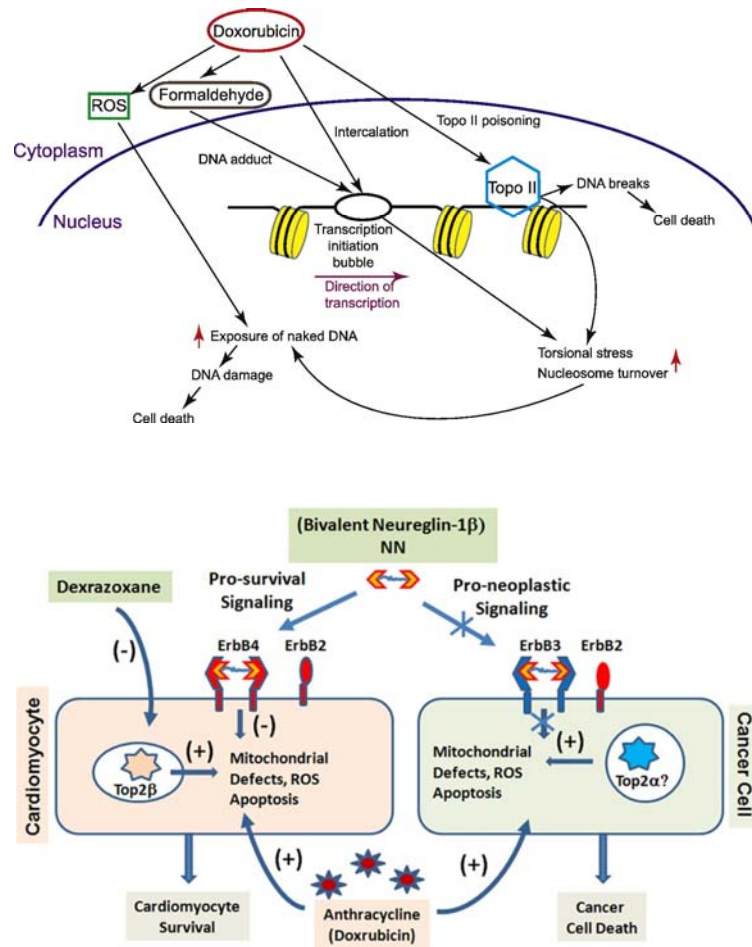 Doxorubicin
ROS
Formaldehyde
Intercalation
Topo II poisoning
Cytoplasm
DNA adduct
Nucleus
Topo II
DNA breaks
Cell death
Transcription
initiation
bubble
Direction of
transcription
Exposure of naked DNA
DNA damage
Cell death
Torsional stress
Nucleosome turnover
(Bivalent Neureglin-1β)
NN
Dexrazoxane
Pro-survival
Signaling
Pro-neoplastic
Signaling
(-)
ErbB4
ErbB2
ErbB3
ErbB2
Cardiomyocyte
(-)
(+)
Top2β
Mitochondrial
Defects, ROS
Apoptosis
Mitochondrial
Defects, ROS
Apoptosis
(+)
Top2α?
Cancer Cell
(+)
(+)
Cardiomyocyte
Survival
Anthracycline
(Doxrubicin)
Cancer
Cell Death